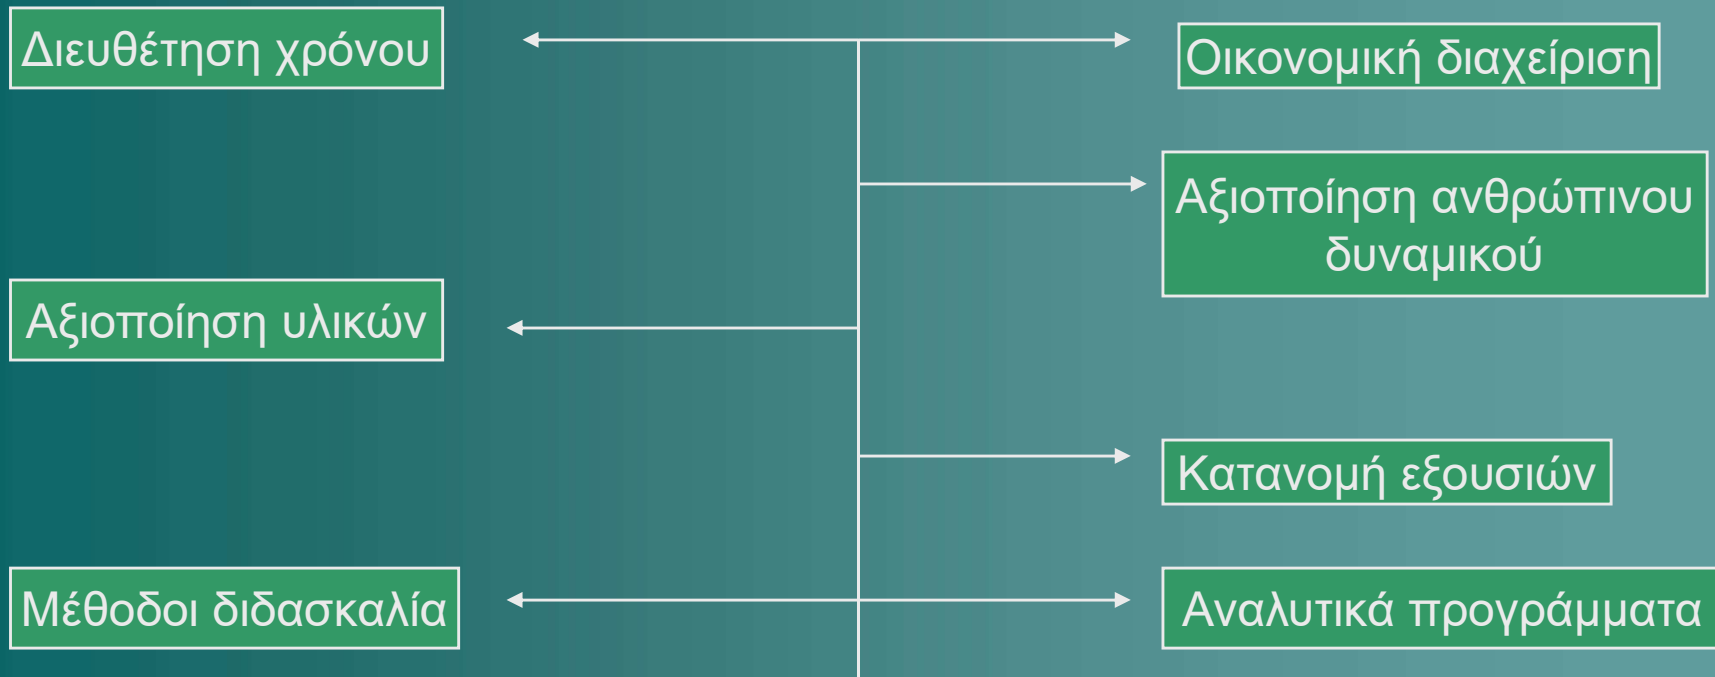 Διευθέτηση χρόνου
Οικονομική διαχείριση
Αξιοποίηση ανθρώπινου
δυναμικού
Αξιοποίηση υλικών
Κατανομή εξουσιών
Μέθοδοι διδασκαλία
Αναλυτικά προγράμματα